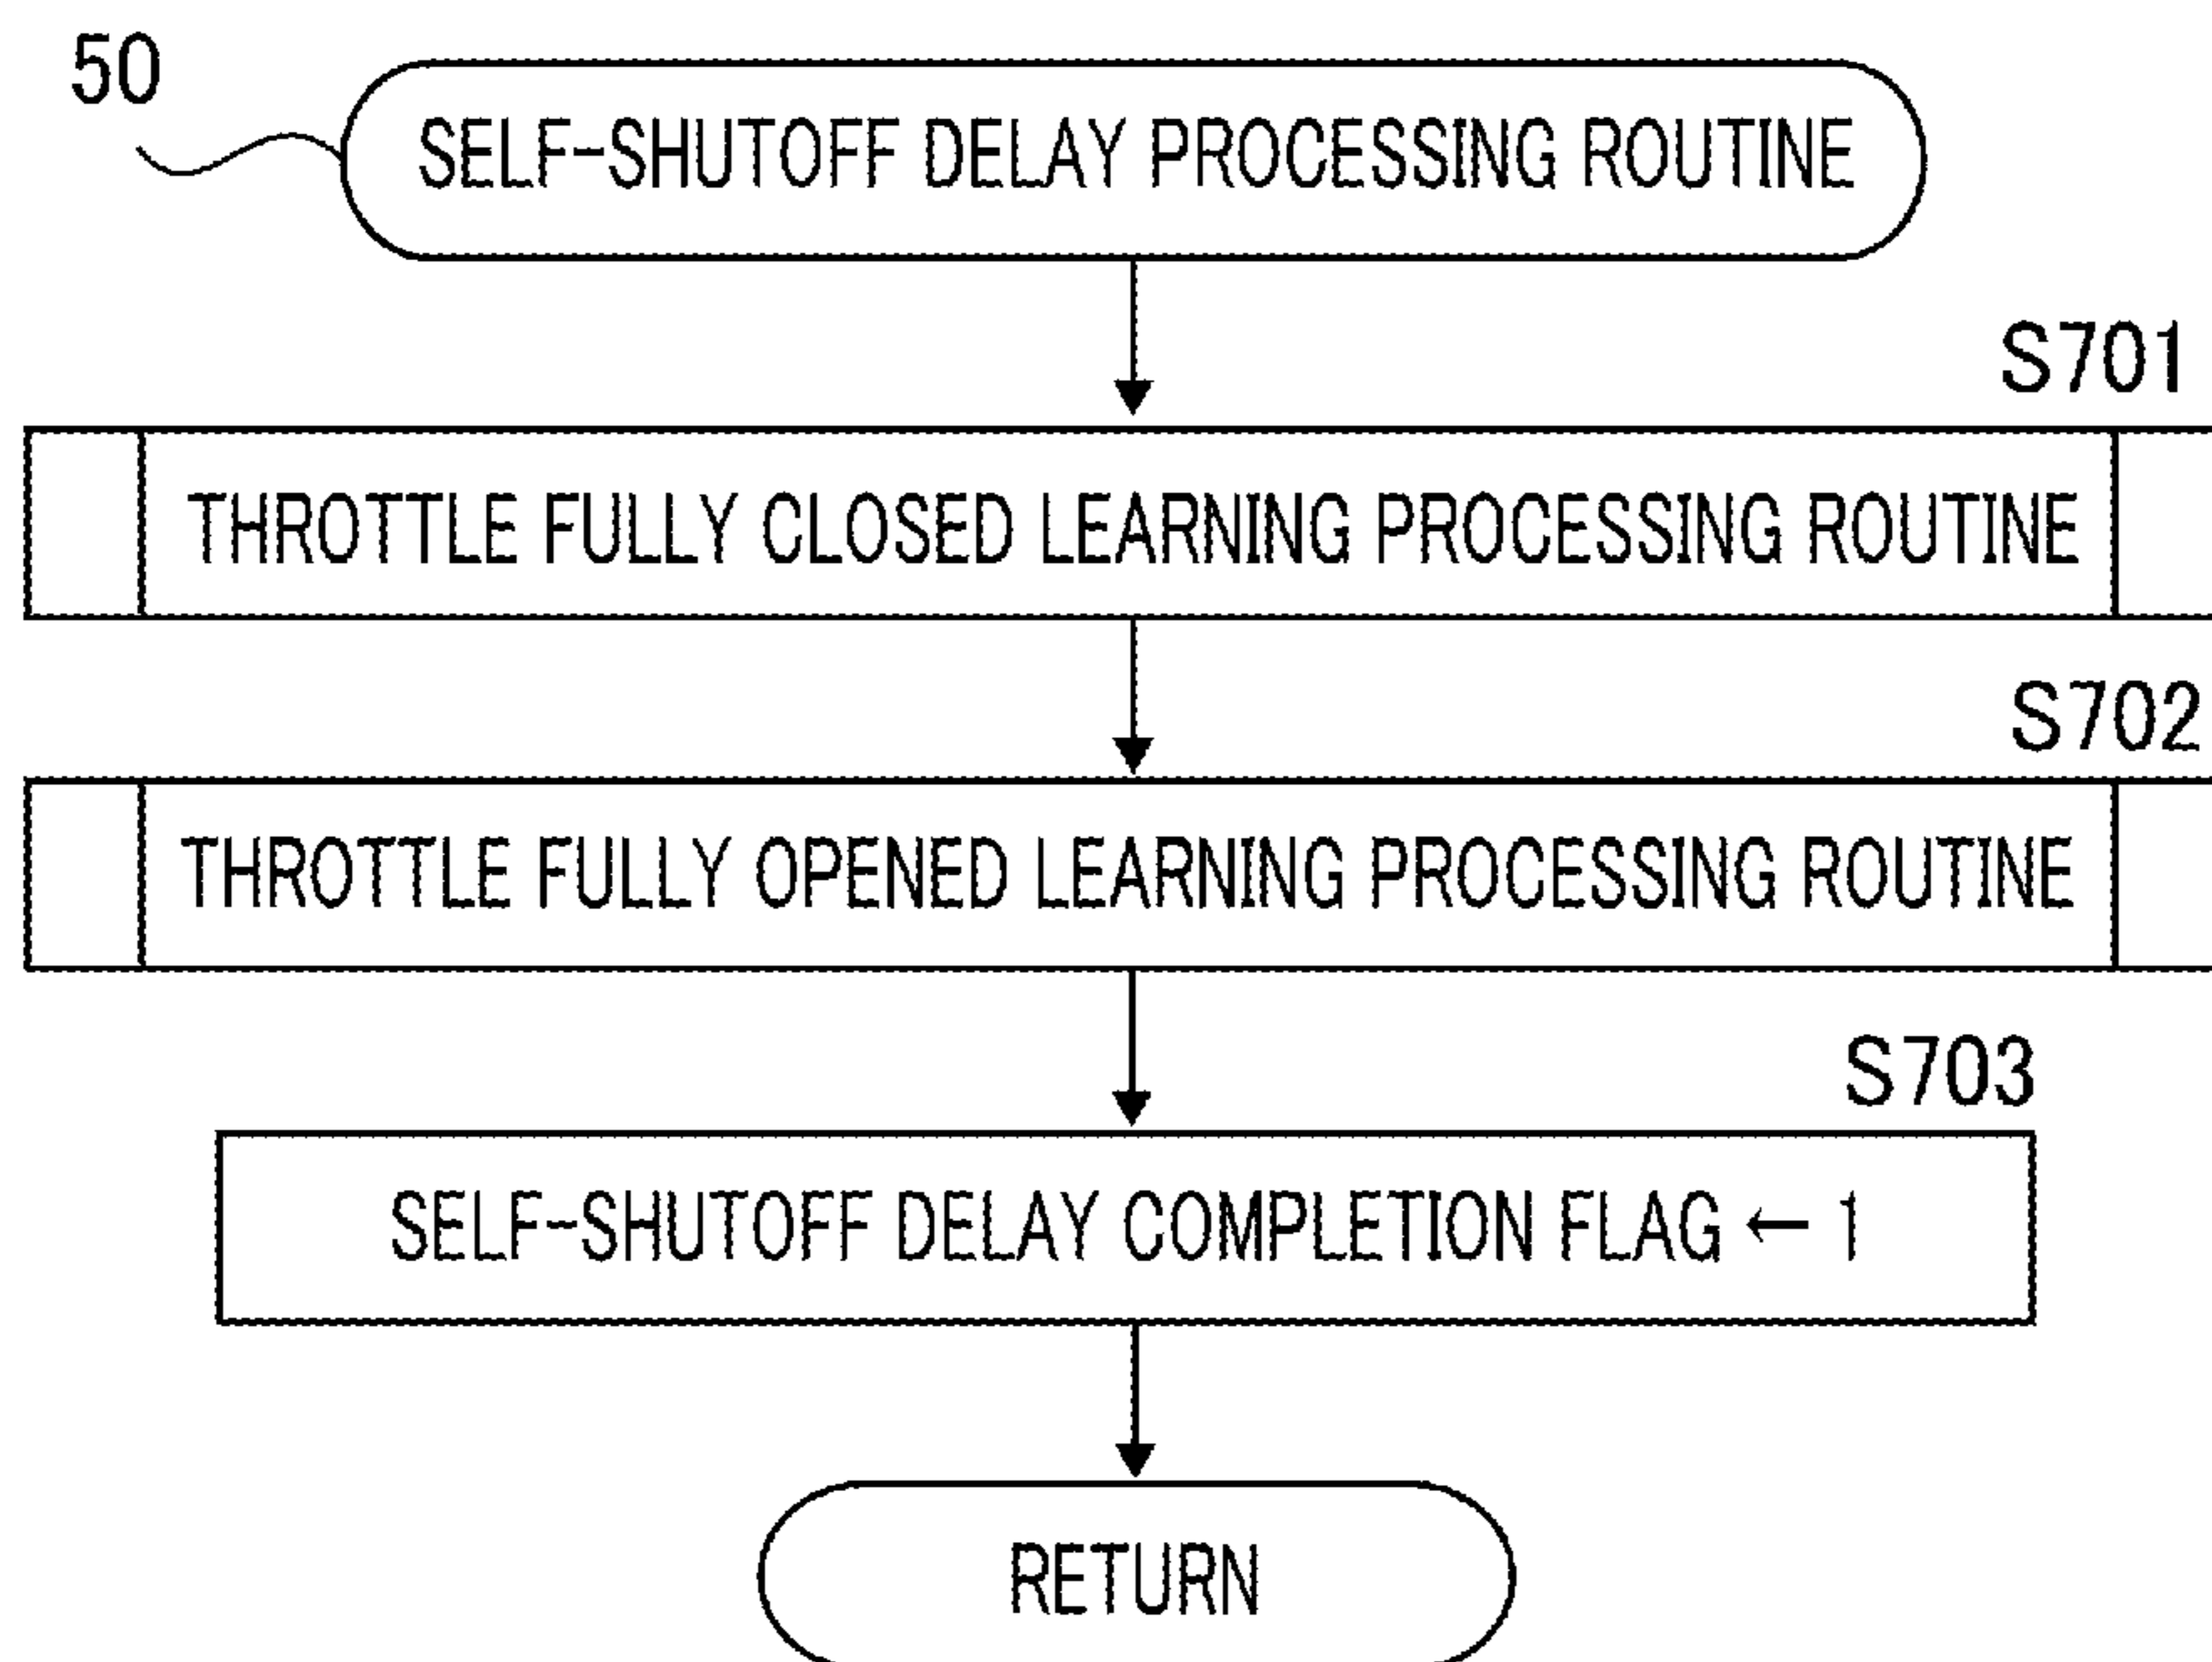 50
SELF-SHUTOFF DELAY PROCESSING ROUTINE
S701
THROTTLE FULLY CLOSED LEARNING PROCESSING ROUTINE
S702
THROTTLE FULLY OPENED LEARNING PROCESSING ROUTINE
S703
SELF-SHUTOFF DELAY COMPLETION FLAG ← 1
RETURN